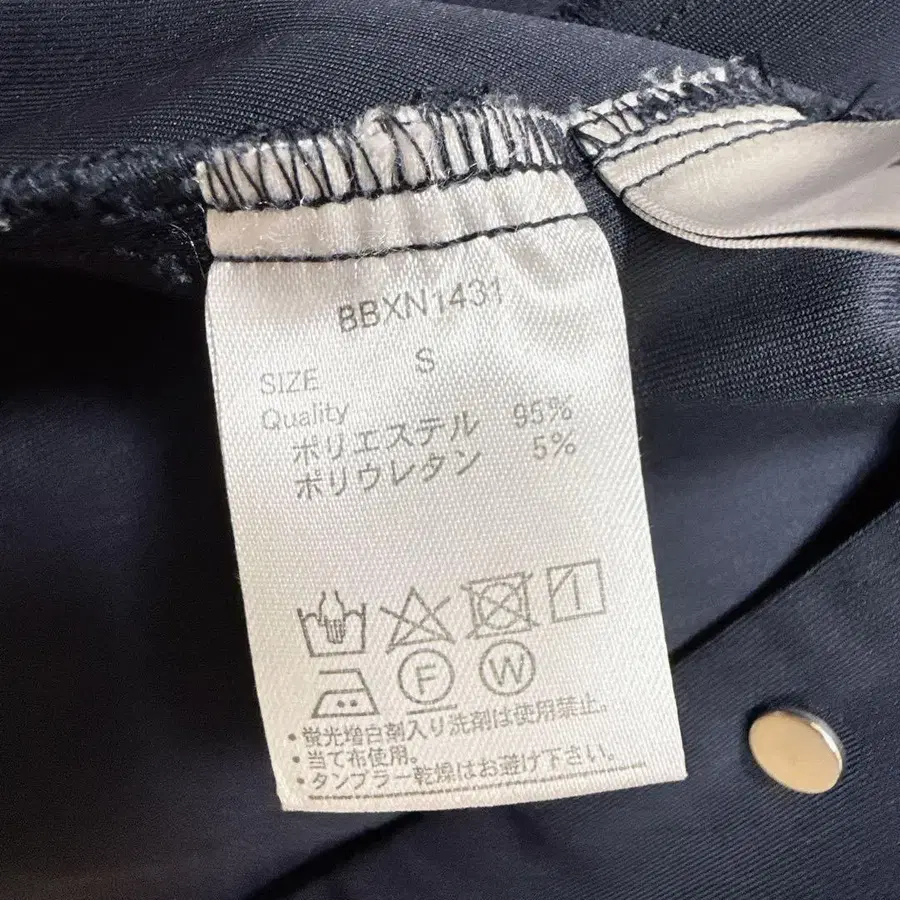 BBXN1431
SIZE S
Quality
ポリエステル 95%
ポリウレタン 5%
F W
・蛍光増白剤入り洗剤は使用禁止。
・当て布使用。
・タンブラー乾燥はお避け下さい。